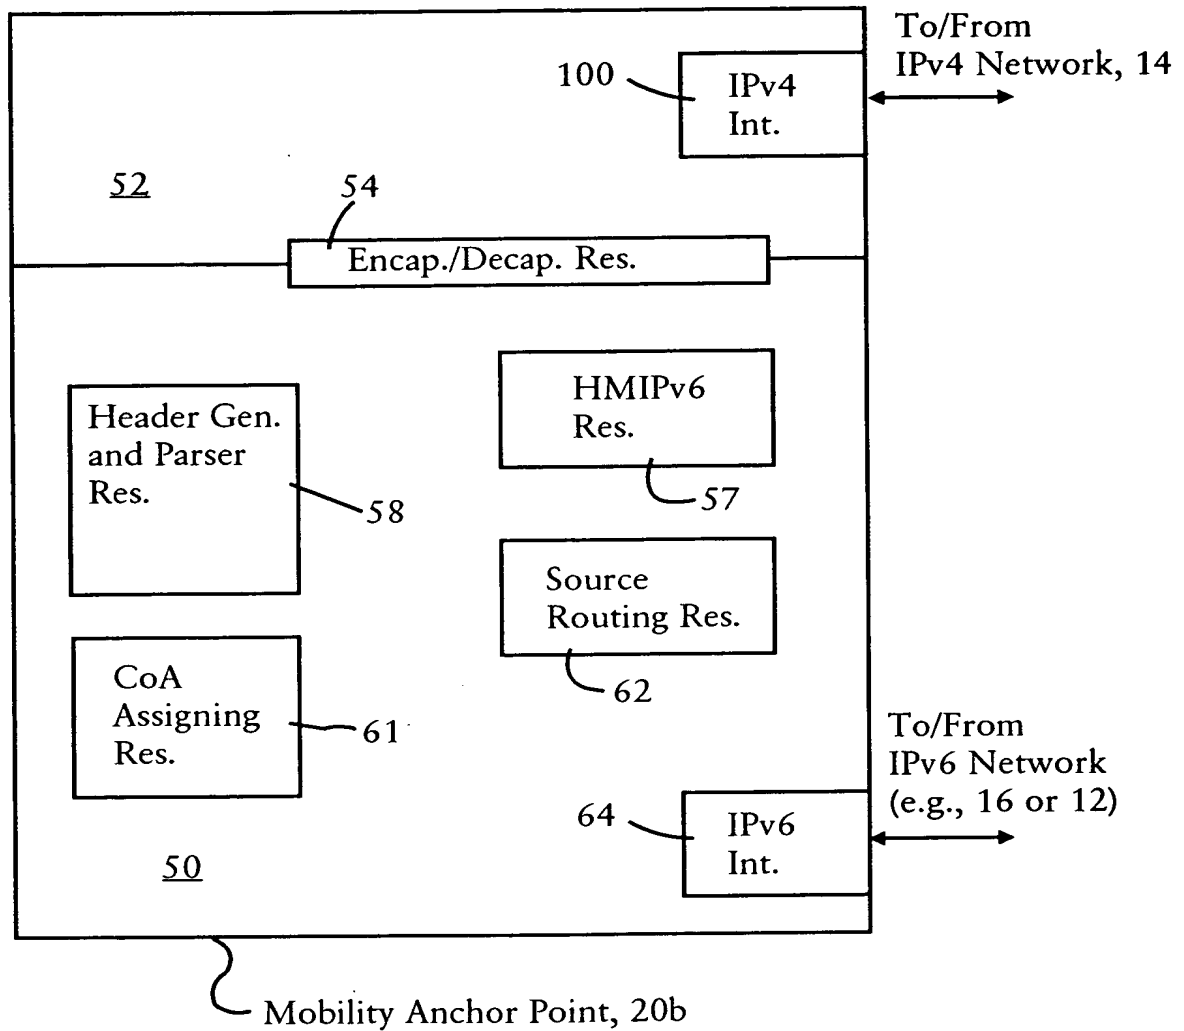 To/From
IPv4 Network, 14
100
IPv4
Int.
52
54
Encap./Decap. Res.
HMIPv6
Res.
57
Header Gen.
and Parser
Res.
58
Source
Routing Res.
62
CoA
Assigning
Res.
61
To/From
IPv6 Network
(e.g., 16 or 12)
64
IPv6
Int.
50
Mobility Anchor Point, 20b